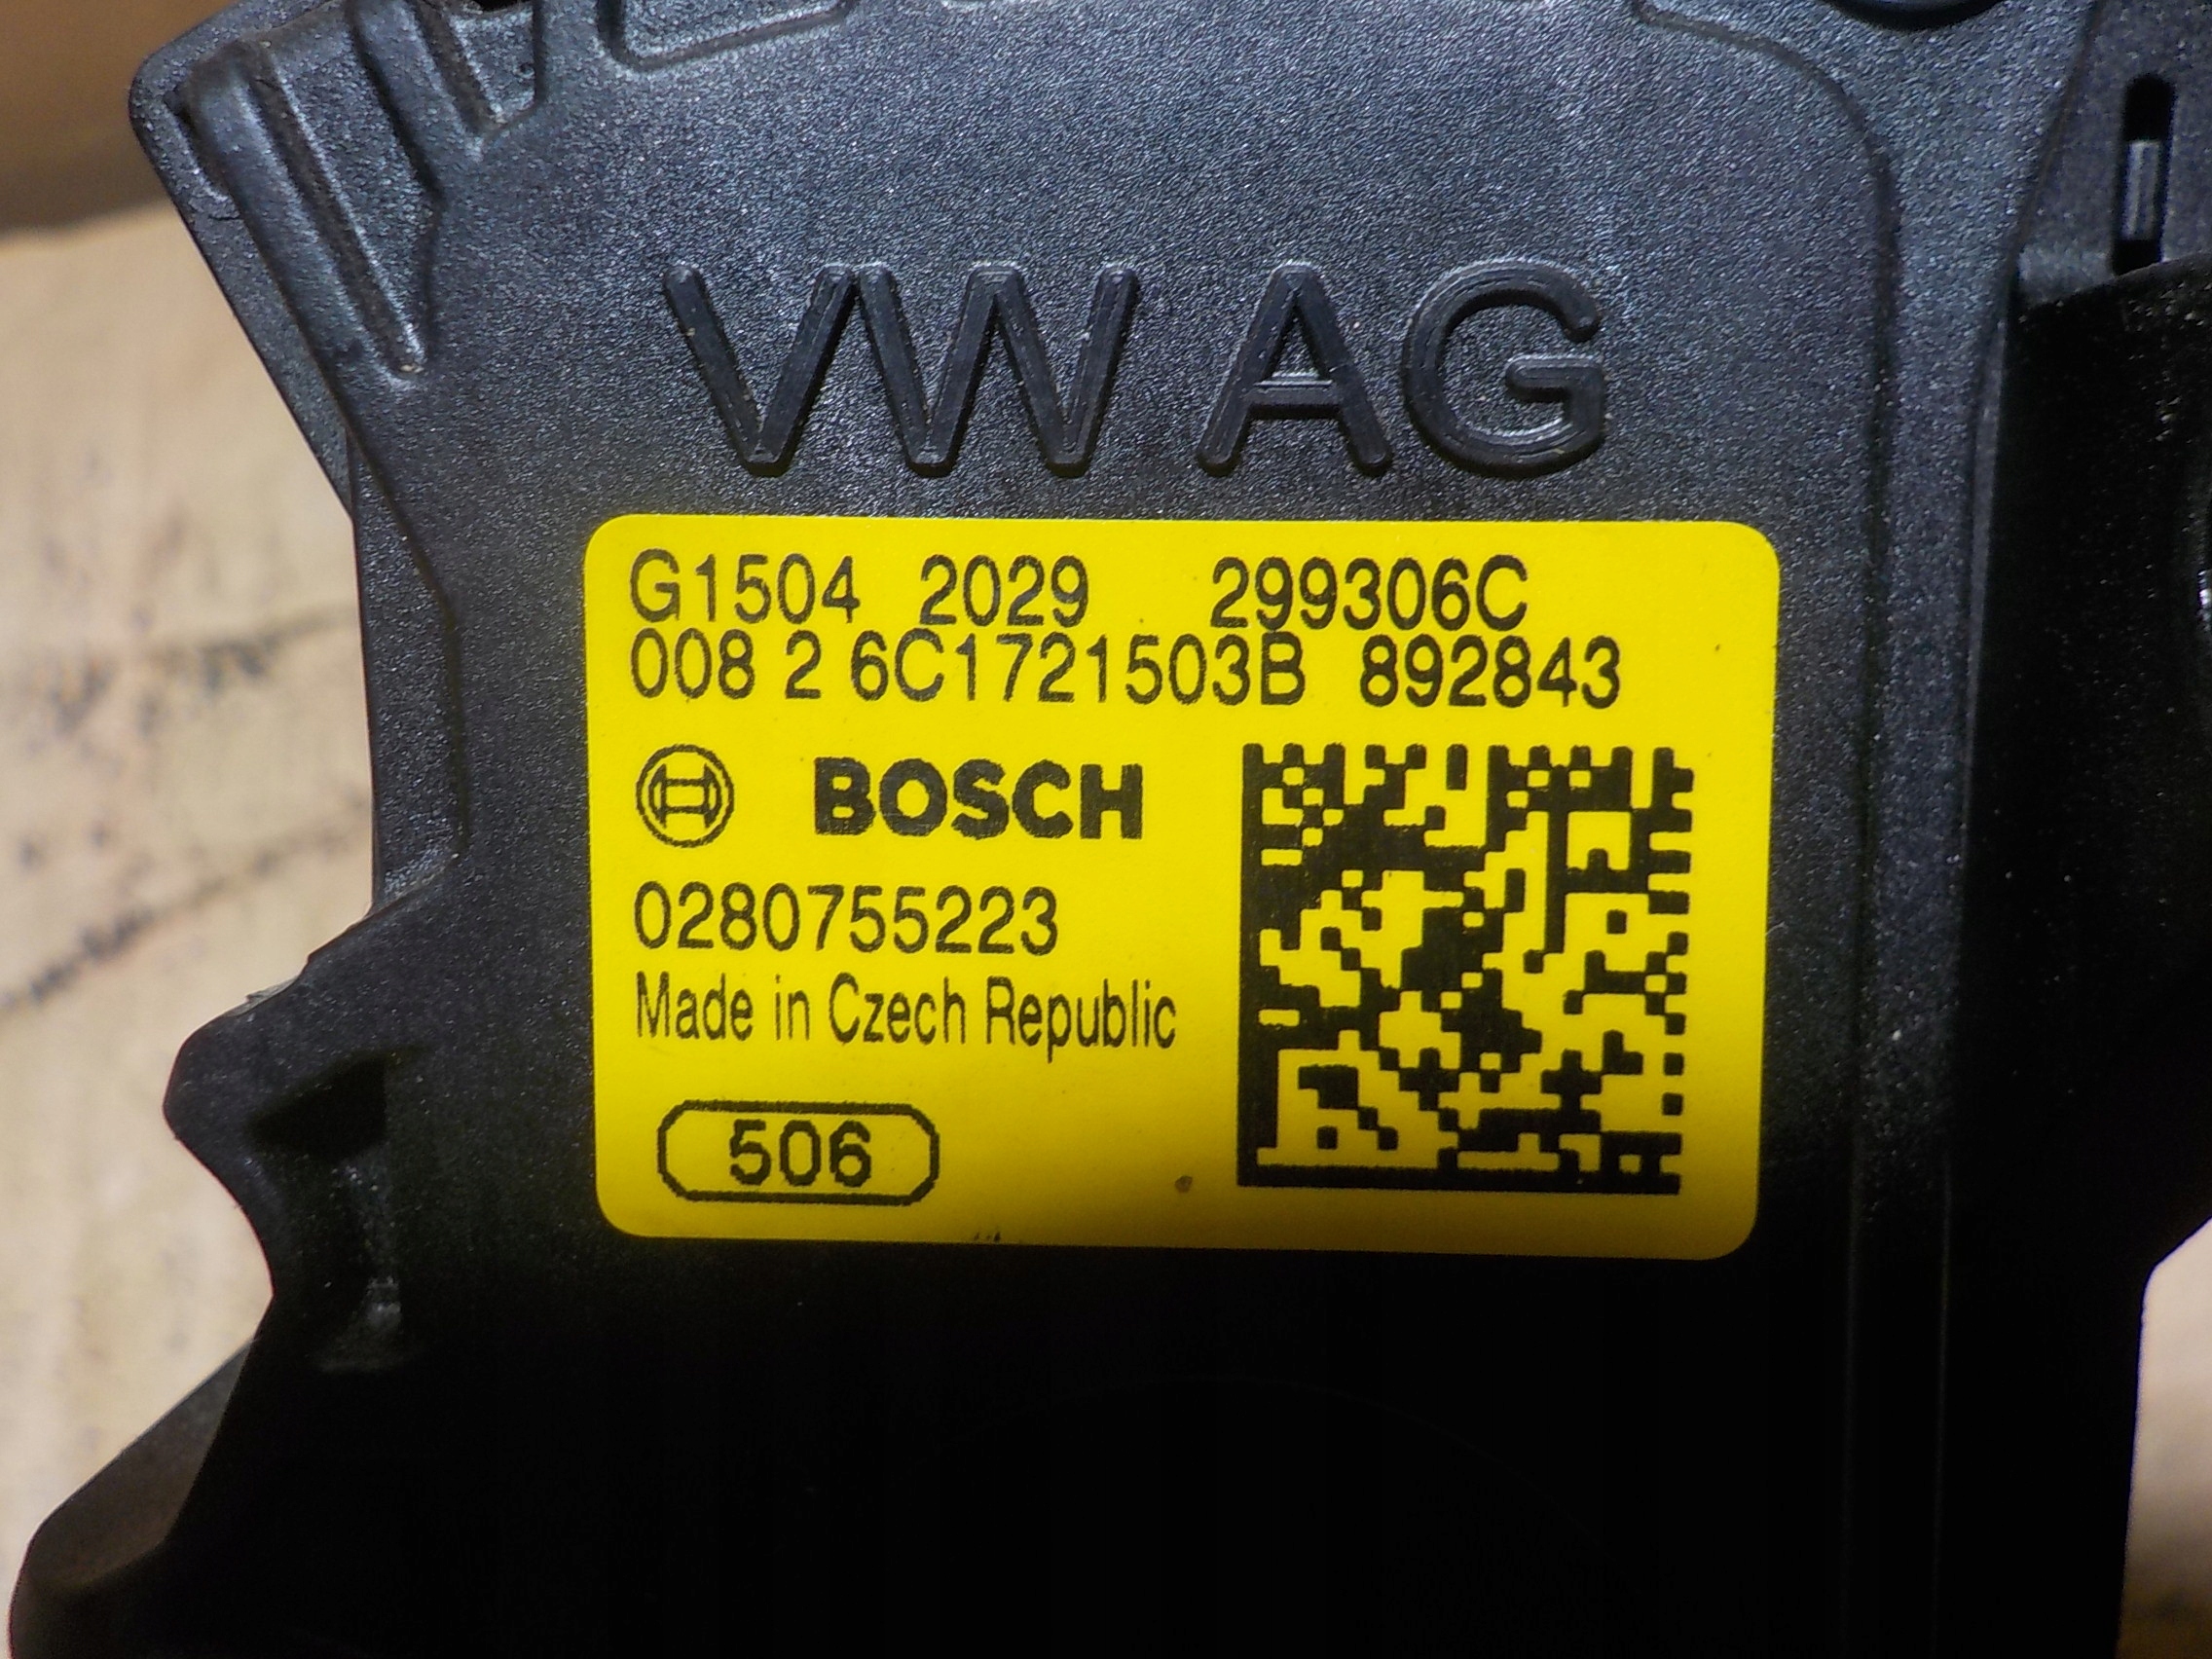 VW AG
G1504 2029 299306C
008 2 6C1721503B 892843
BOSCH
0280755223
Made in Czech Republic
506